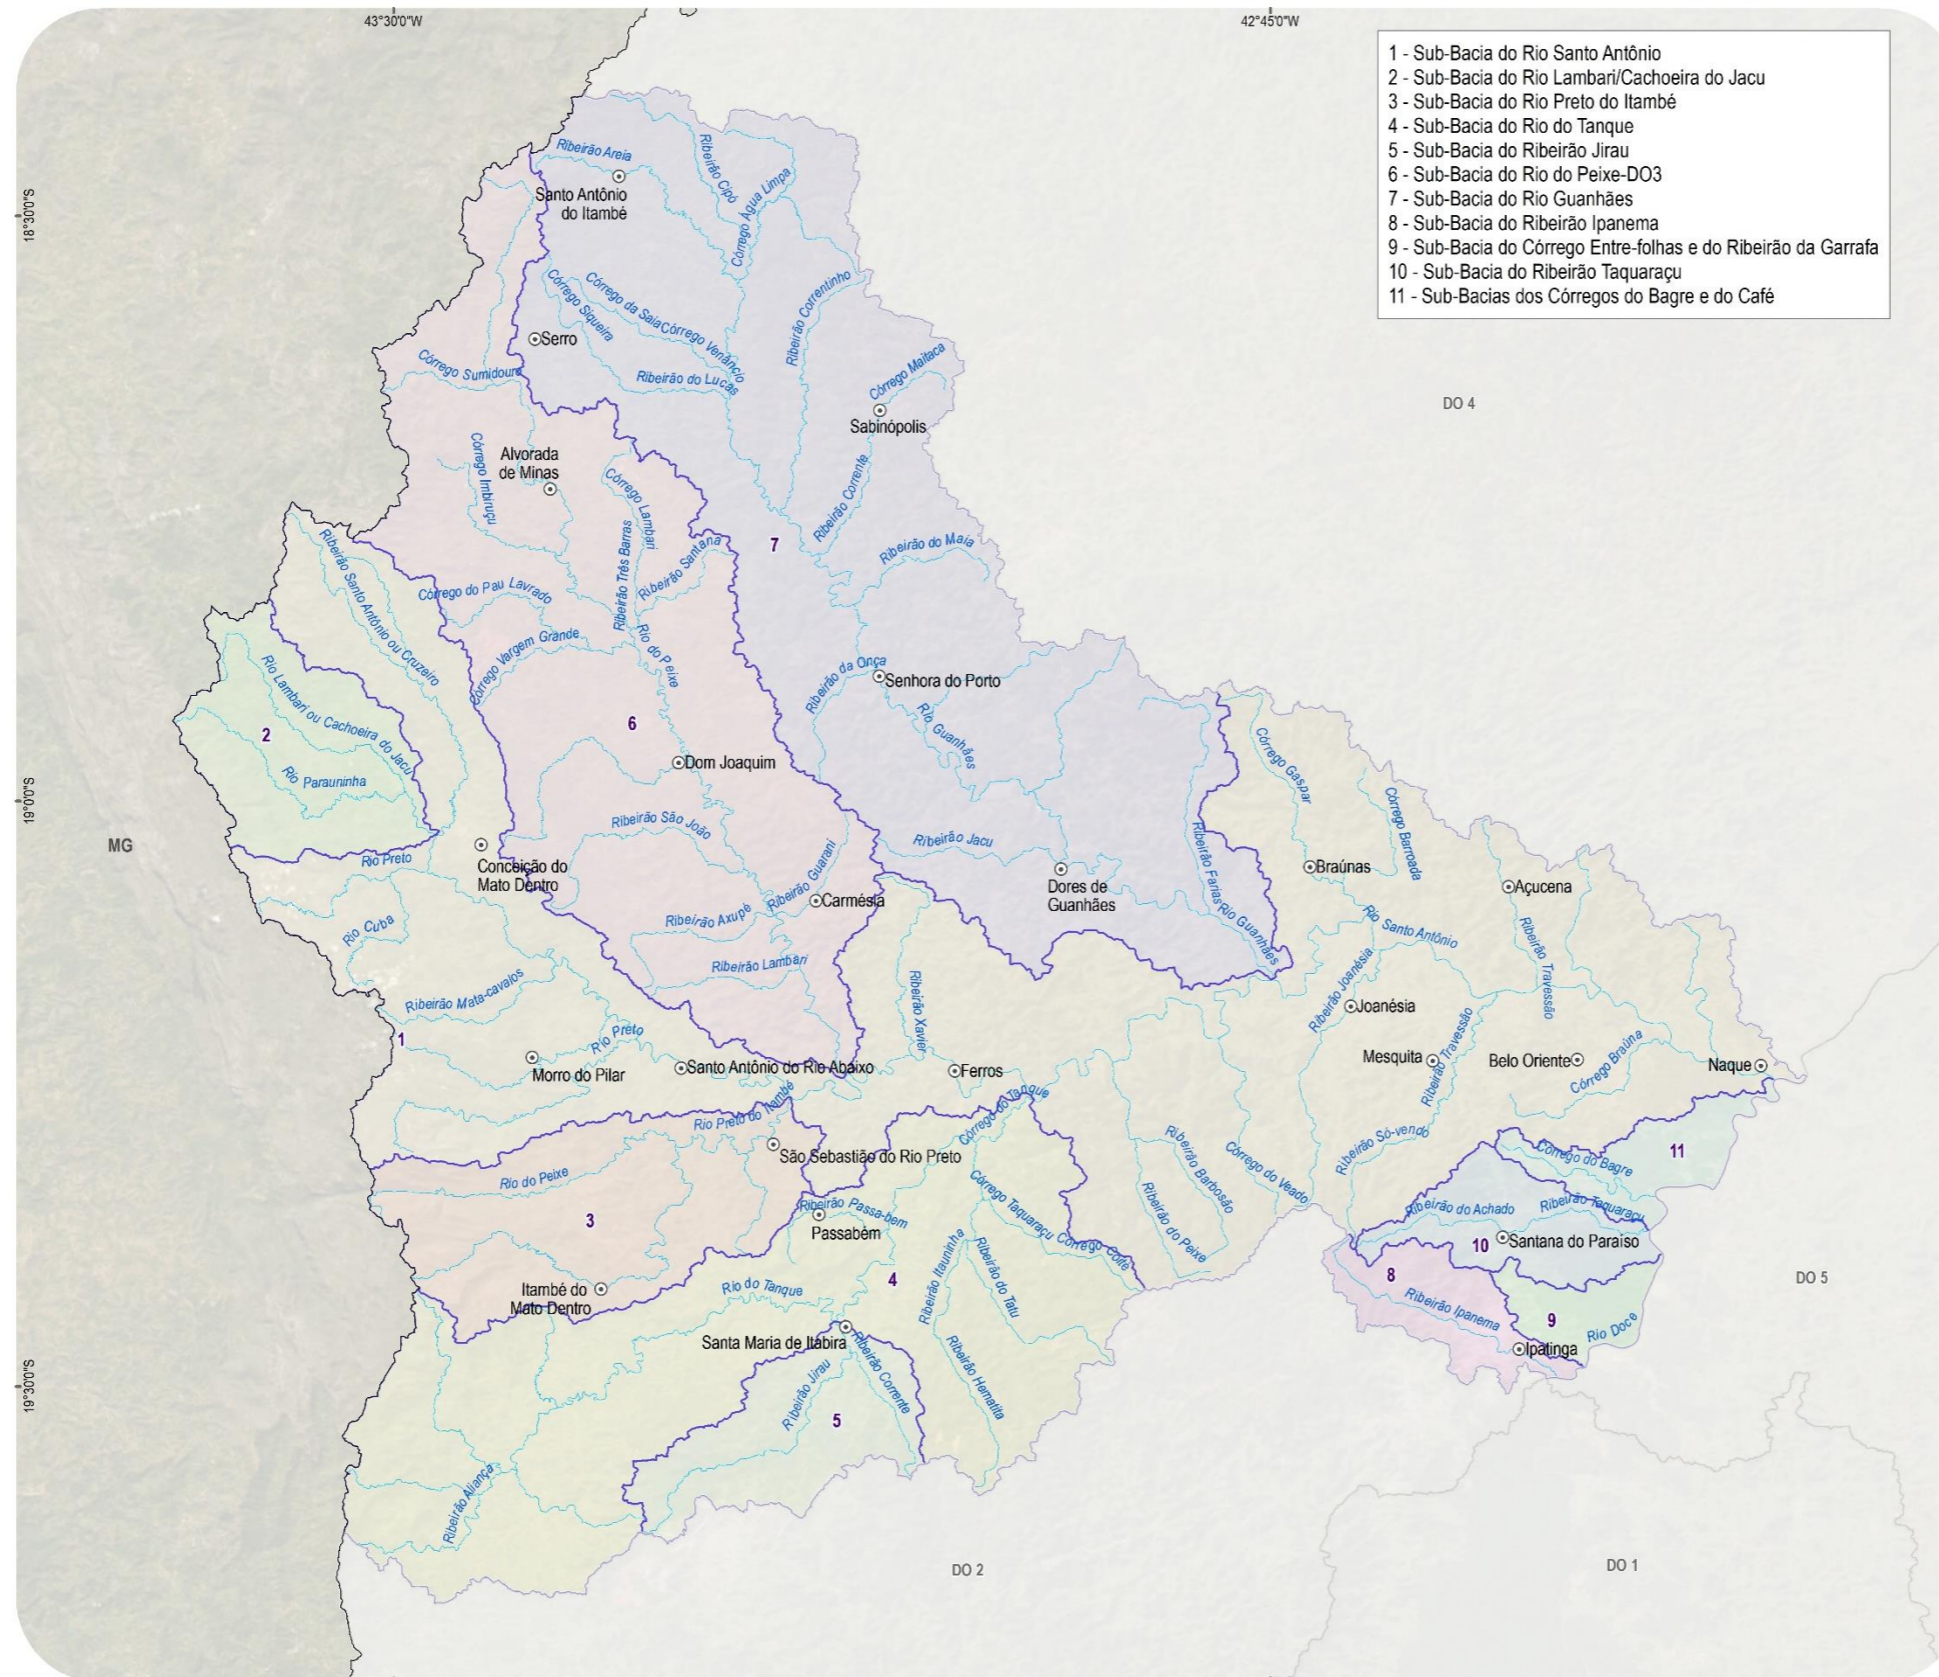 43°30'0"W
42°45'0"W
1 - Sub-Bacia do Rio Santo Antônio
2 - Sub-Bacia do Rio Lambari/Cachoeira do Jacu
3 - Sub-Bacia do Rio Preto do Itambé
4 - Sub-Bacia do Rio do Tanque
5 - Sub-Bacia do Ribeirão Jirau
6 - Sub-Bacia do Rio do Peixe-DO3
7 - Sub-Bacia do Rio Guanhães
8 - Sub-Bacia do Ribeirão Ipanema
9 - Sub-Bacia do Córrego Entre-folhas e do Ribeirão da Garrafa
10 - Sub-Bacia do Ribeirão Taquaraçu
11 - Sub-Bacias dos Córregos do Bagre e do Café
Ribeirão Areia
Ribeirão Cipó
Córrego Água Limpa
Santo Antônio
do Itambé
18°30'0"S
Córrego da Saia
Córrego Siqueira
Córrego Venâncio
Ribeirão Correntinho
Serro
Córrego Sumidouro
Ribeirão do Lucas
Córrego Maitaca
Sabinópolis
DO 4
Alvorada
de Minas
Córrego Imbiruçu
Córrego Lambari
Ribeirão Corrente
Ribeirão Três Barras
Ribeirão Santana
7
Ribeirão do Maia
Ribeirão Santo Antônio ou Cruzeiro
Córrego do Pau Lavrado
Córrego Vargem Grande
Rio do Peixe
Ribeirão da Onça
Senhora do Porto
Rio Guanhães
6
2
Rio Lambari ou Cachoeira do Jacu
Rio Parauninha
Dom Joaquim
Córrego Gaspar
Córrego Barroada
19°0'0"S
MG
Ribeirão São João
Ribeirão Jacu
Ribeirão Farias
Rio Preto
Conceição do
Mato Dentro
Ribeirão Guarani
Carmésia
Dores de
Guanhães
Rio Guanhães
Braúnas
Açucena
Rio Cuba
Ribeirão Axupé
Ribeirão Lambari
Rio Santo Antônio
Ribeirão Travessão
Ribeirão Mata-cavalos
Ribeirão Xavier
Ribeirão Joanésia
Joanésia
1
Rio Preto
Morro do Pilar
Santo Antônio do Rio Abaixo
Ferros
Mesquita
Ribeirão Travessão
Belo Oriente
Córrego Braúna
Naque
Rio Preto do Itambé
Córrego do Tanque
São Sebastião do Rio Preto
Ribeirão Só-vendo
Córrego do Bagre
11
Rio do Peixe
3
Córrego Taquaraçu
Córrego Coité
Ribeirão Barbosão
Ribeirão do Peixe
Córrego do Veado
Ribeirão Passa-bem
Passabém
Ribeirão do Achado
Ribeirão Taquaraçu
10
Santana do Paraíso
Itambé do
Mato Dentro
Rio do Tanque
4
Ribeirão Itauninha
Ribeirão do Tatu
8
Ribeirão Ipanema
9
Rio Doce
DO 5
Santa Maria de Itabira
Ipatinga
19°30'0"S
Ribeirão Jirau
Ribeirão Corrente
Ribeirão Hematita
5
Ribeirão Aliança
DO 2
DO 1